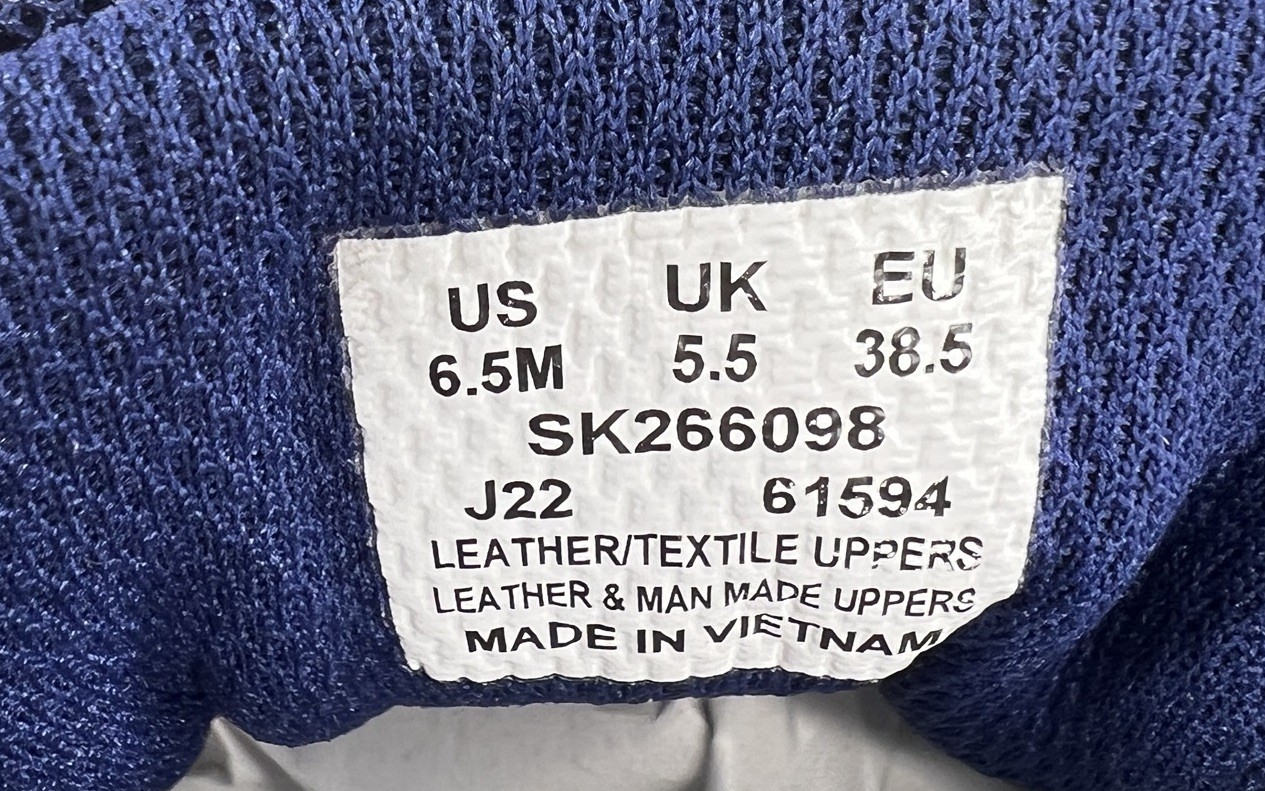 US UK EU
6.5M 5.5 38.5
SK266098
J22 61594
LEATHER/TEXTILE UPPERS
LEATHER & MAN MADE UPPERS
MADE IN VIETNAM